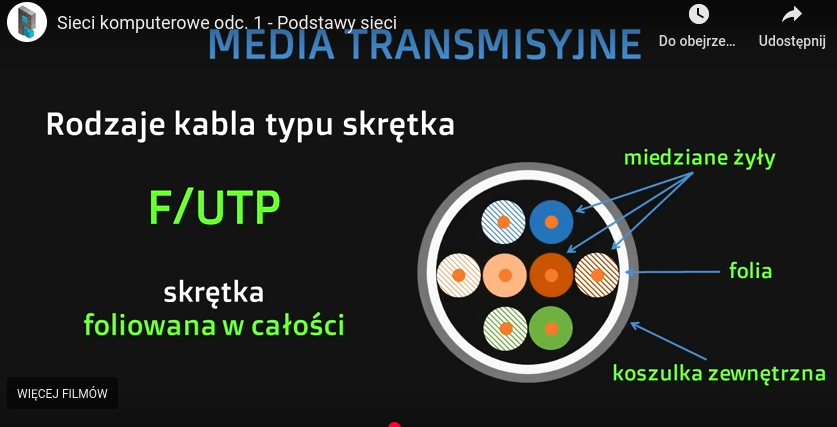 Sieci komputerowe odc. 1 - Podstawy sieci
Do obejrze...
Udostępnij
MEDIA TRANSMISYJNE
Rodzaje kabla typu skrętka
F/UTP
skrętka
foliowana w całości
miedziane żyły
folia
koszulka zewnętrzna
WIĘCEJ FILMÓW